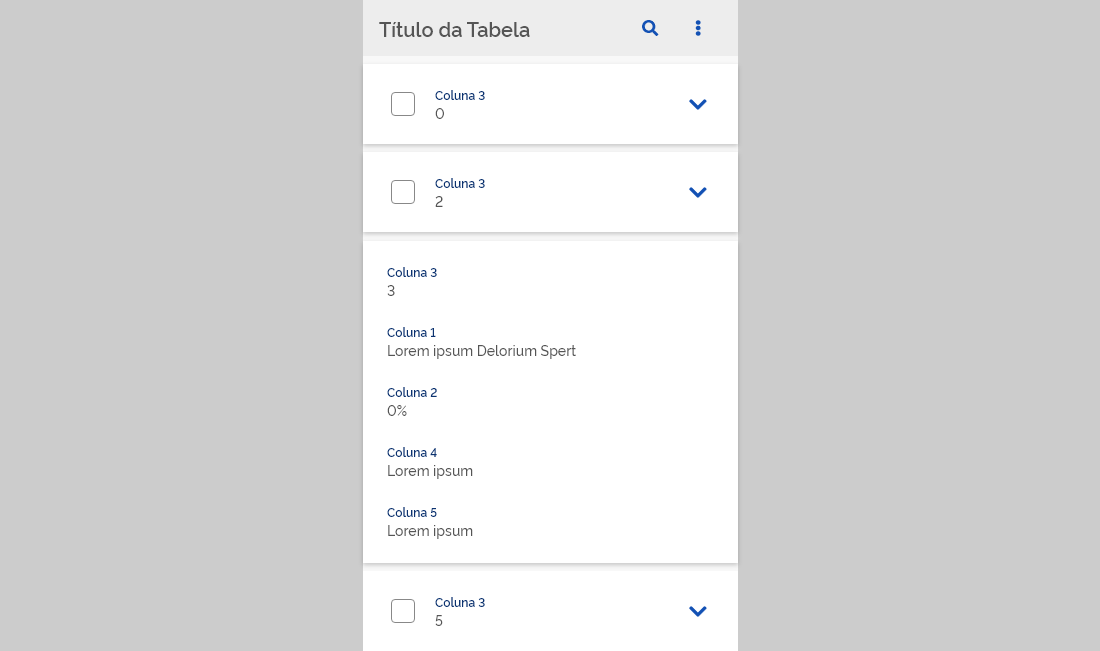 Título da Tabela
Coluna 3
0
Coluna 3
2
Coluna 3
3
Coluna 1
Lorem ipsum Delorium Spert
Coluna 2
0%
Coluna 4
Lorem ipsum
Coluna 5
Lorem ipsum
Coluna 3
5